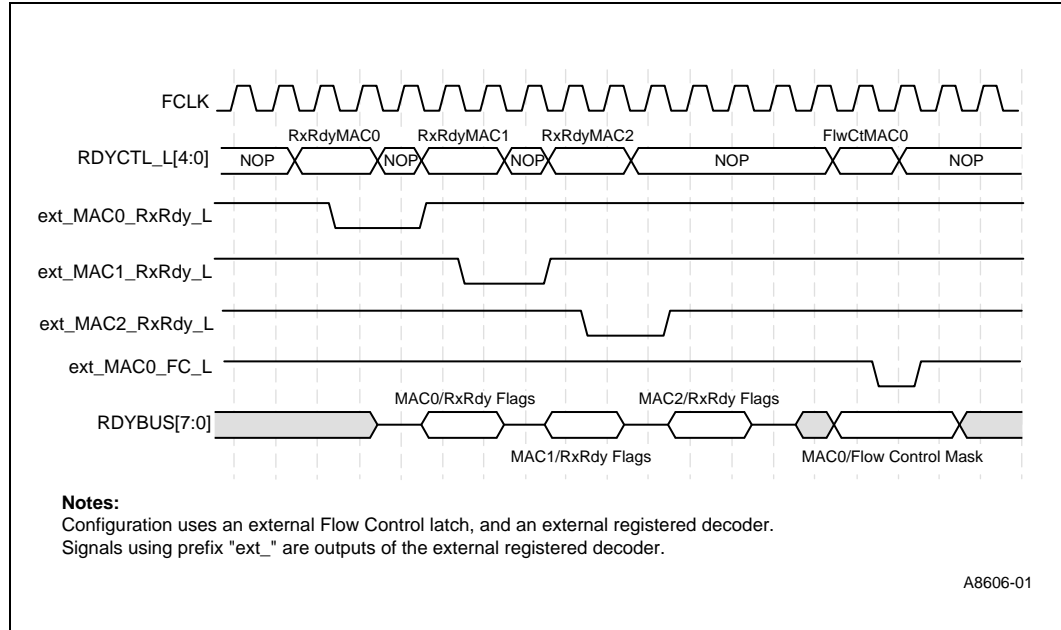 FCLK
RxRdyMAC0 RxRdyMAC1 RxRdyMAC2 FlwCtMAC0
RDYCTL_L[4:0] NOP NOP NOP NOP NOP
ext_MAC0_RxRdy_L
ext_MAC1_RxRdy_L
ext_MAC2_RxRdy_L
ext_MAC0_FC_L
MAC0/RxRdy Flags MAC2/RxRdy Flags
RDYBUS[7:0]
MAC1/RxRdy Flags MAC0/Flow Control Mask
Notes:
Configuration uses an external Flow Control latch, and an external registered decoder.
Signals using prefix "ext_" are outputs of the external registered decoder.
A8606-01